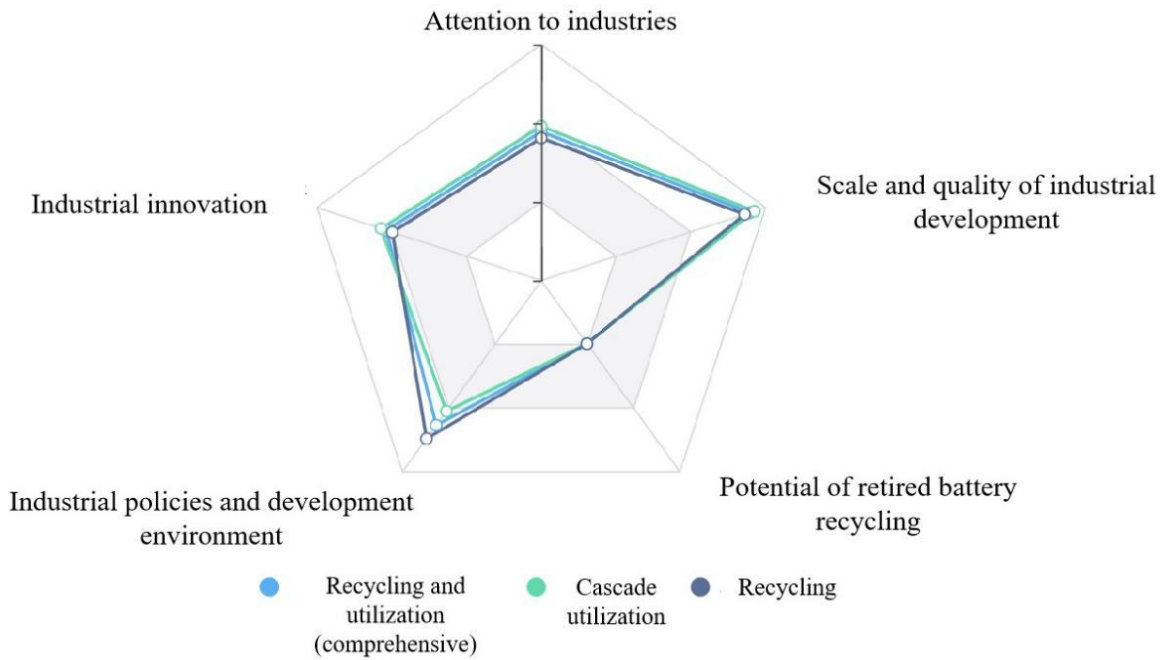 Attention to industries
Industrial innovation
Scale and quality of industrial
development
Industrial policies and development
environment
Potential of retired battery
recycling
Recycling and
utilization
(comprehensive)
Cascade
utilization
Recycling